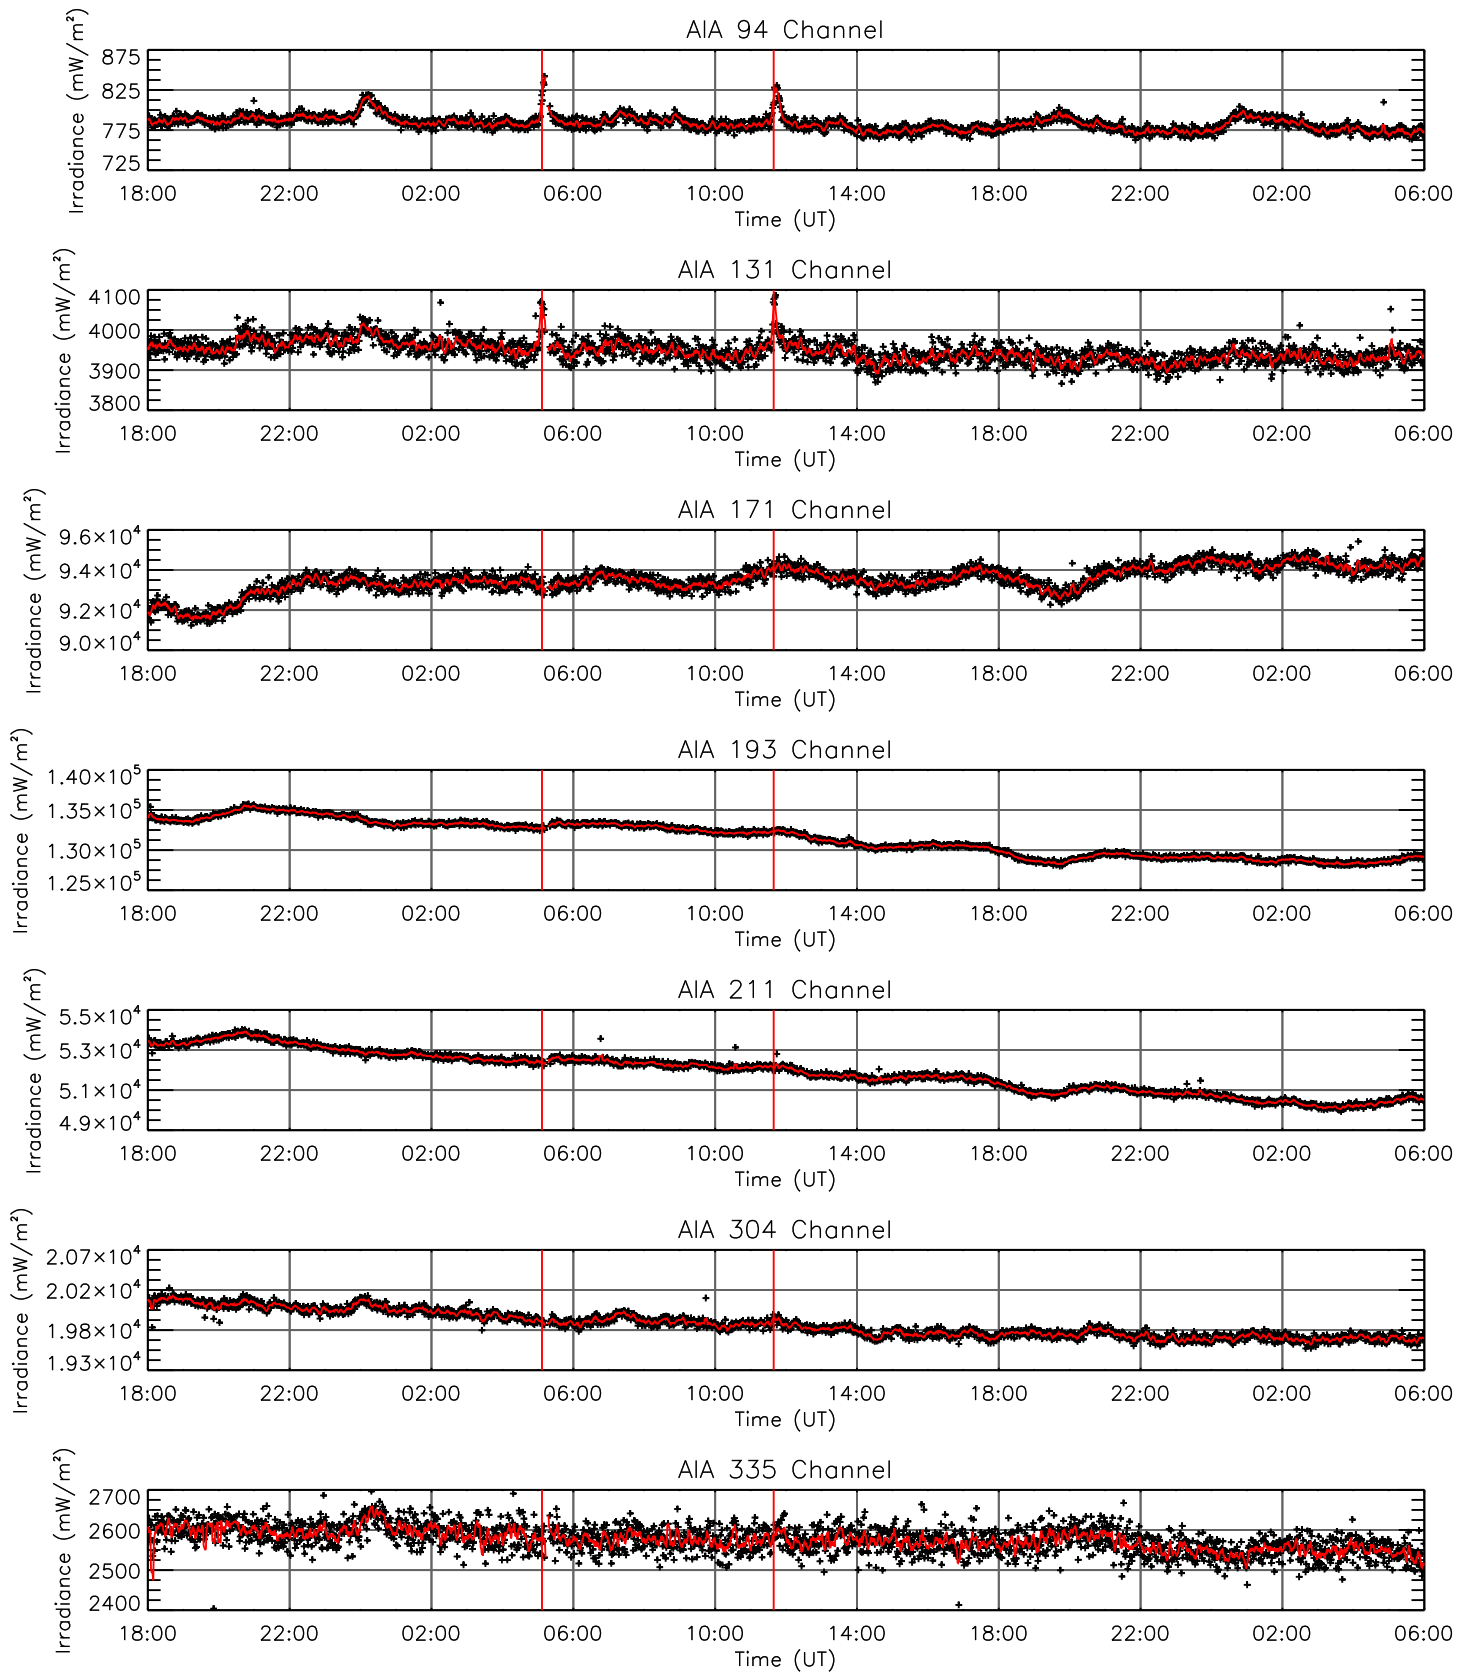 AIA 94 Channel
Irradiance (mW/m²)
875
825
775
725
18:00 22:00 02:00 06:00 10:00 14:00 18:00 22:00 02:00 06:00
Time (UT)
AIA 131 Channel
Irradiance (mW/m²)
4100
4000
3900
3800
18:00 22:00 02:00 06:00 10:00 14:00 18:00 22:00 02:00 06:00
Time (UT)
AIA 171 Channel
Irradiance (mW/m²)
9.6×10⁴
9.4×10⁴
9.2×10⁴
9.0×10⁴
18:00 22:00 02:00 06:00 10:00 14:00 18:00 22:00 02:00 06:00
Time (UT)
AIA 193 Channel
Irradiance (mW/m²)
1.40×10⁵
1.35×10⁵
1.30×10⁵
1.25×10⁵
18:00 22:00 02:00 06:00 10:00 14:00 18:00 22:00 02:00 06:00
Time (UT)
AIA 211 Channel
Irradiance (mW/m²)
5.5×10⁴
5.3×10⁴
5.1×10⁴
4.9×10⁴
18:00 22:00 02:00 06:00 10:00 14:00 18:00 22:00 02:00 06:00
Time (UT)
AIA 304 Channel
Irradiance (mW/m²)
2.07×10⁴
2.02×10⁴
1.98×10⁴
1.93×10⁴
18:00 22:00 02:00 06:00 10:00 14:00 18:00 22:00 02:00 06:00
Time (UT)
AIA 335 Channel
Irradiance (mW/m²)
2700
2600
2500
2400
18:00 22:00 02:00 06:00 10:00 14:00 18:00 22:00 02:00 06:00
Time (UT)